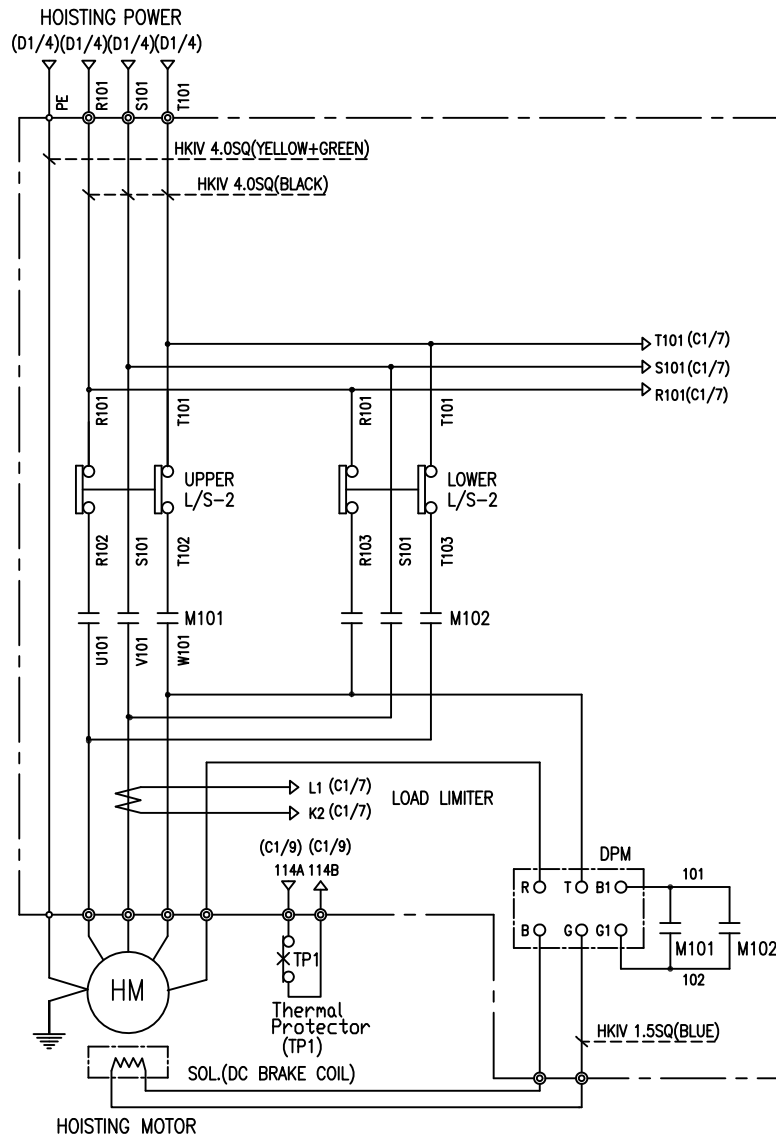 HOISTING POWER
(D1/4)(D1/4)(D1/4)(D1/4)
PE
R101
S101
T101
HKIV 4.0SQ(YELLOW+GREEN)
HKIV 4.0SQ(BLACK)
T101 (C1/7)
S101 (C1/7)
R101(C1/7)
R101
T101
R101
T101
UPPER
L/S-2
LOWER
L/S-2
R102
S101
T102
R103
S101
T103
M101
M102
U101
V101
W101
L1 (C1/7)
K2 (C1/7)
LOAD LIMITER
(C1/9) (C1/9)
114A 114B
DPM
R T B1
101
B G G1
M101
M102
102
TP1
HM
Thermal
Protector
(TP1)
HKIV 1.5SQ(BLUE)
SOL.(DC BRAKE COIL)
HOISTING MOTOR